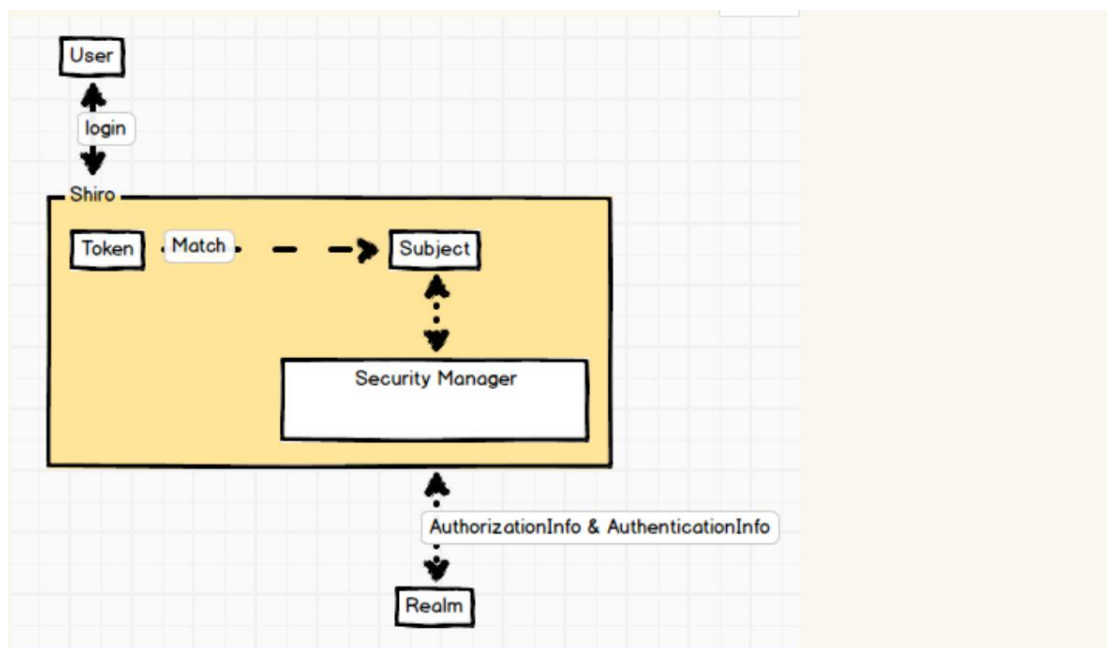 User
login
Shiro
Token
Match
Subject
Security Manager
AuthorizationInfo & AuthenticationInfo
Realm